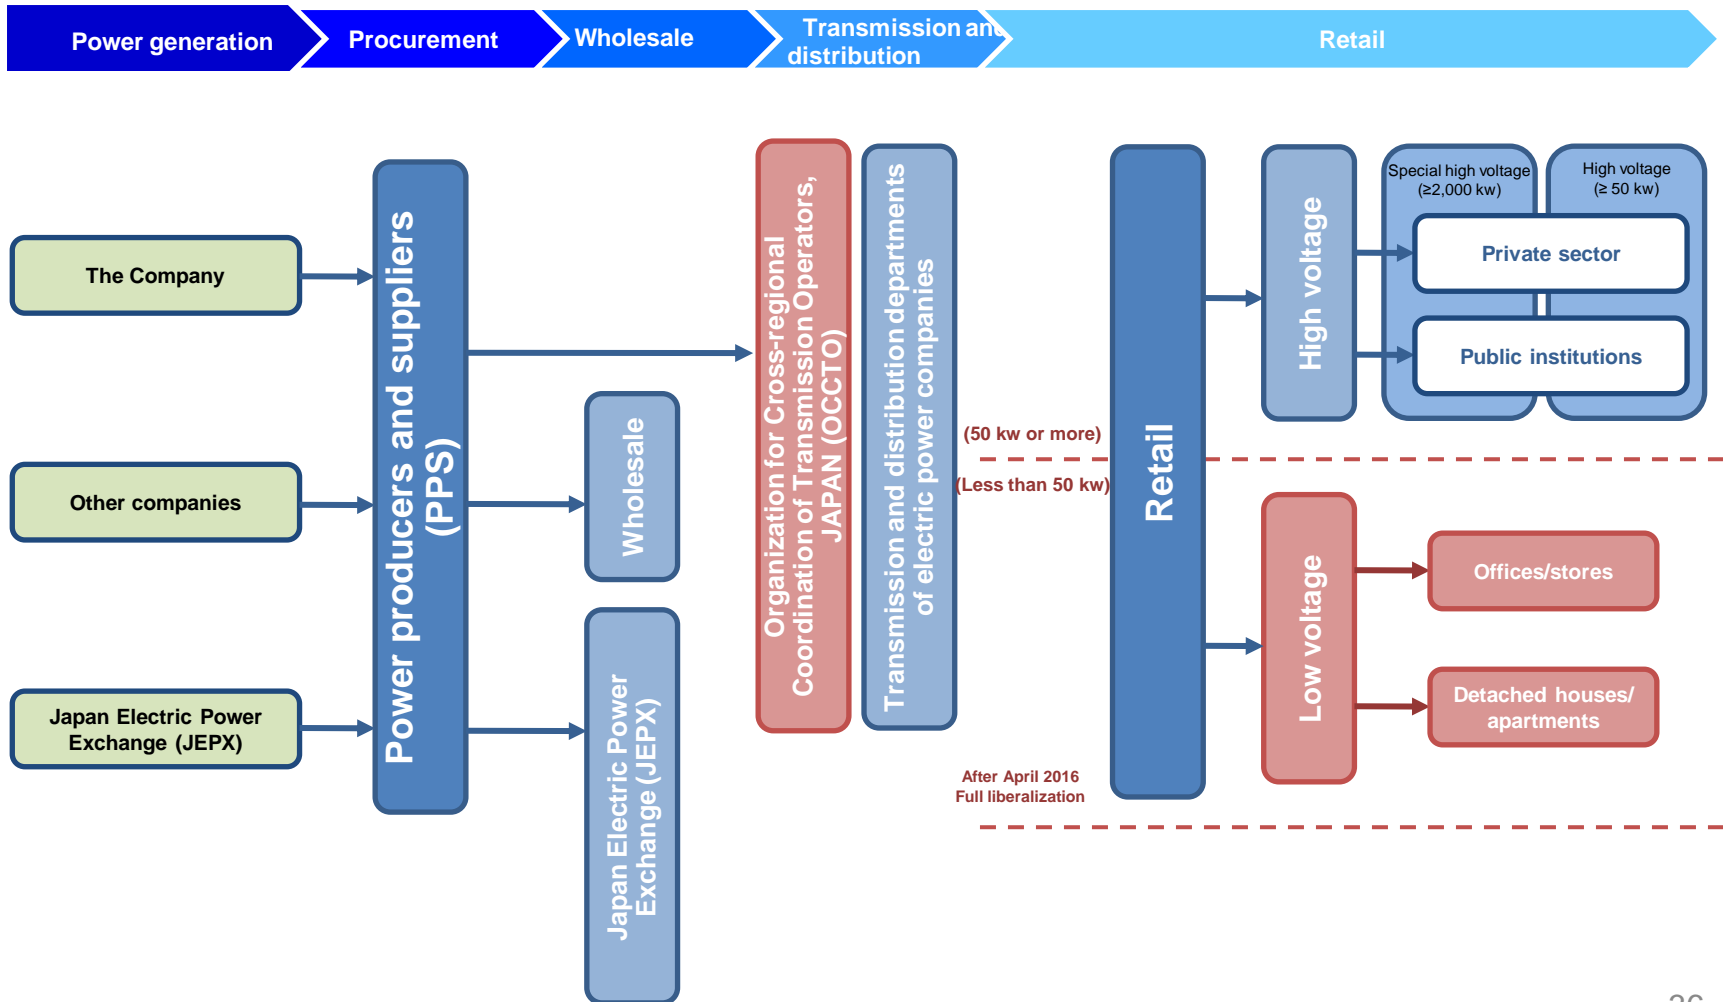 Power generation
Procurement
Wholesale
Transmission and
distribution
Retail
The Company
Other companies
Japan Electric Power
Exchange (JEPX)
Power producers and suppliers
(PPS)
Wholesale
Japan Electric Power
Exchange (JEPX)
Organization for Cross-regional
Coordination of Transmission Operators,
JAPAN (OCCTO)
Transmission and distribution departments
of electric power companies
(50 kw or more)
(Less than 50 kw)
After April 2016
Full liberalization
Retail
High voltage
Special high voltage
(≥2,000 kw)
High voltage
(≥ 50 kw)
Private sector
Public institutions
Low voltage
Offices/stores
Detached houses/
apartments